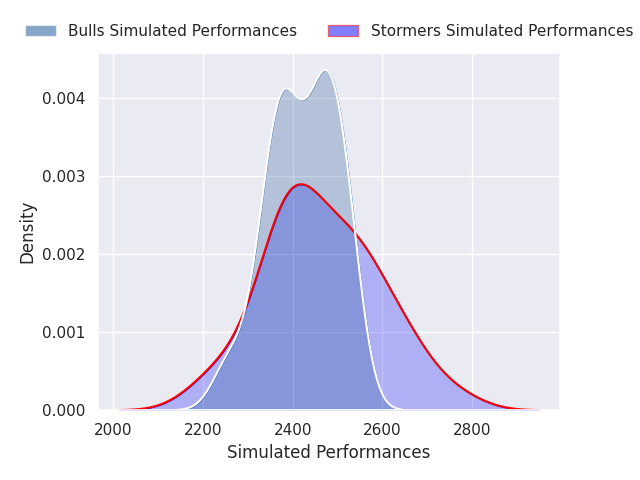 Bulls Simulated Performances Stormers Simulated Performances
0.004
0.003
0.002
0.001
0.000
Density
2000 2200 2400 2600 2800
Simulated Performances